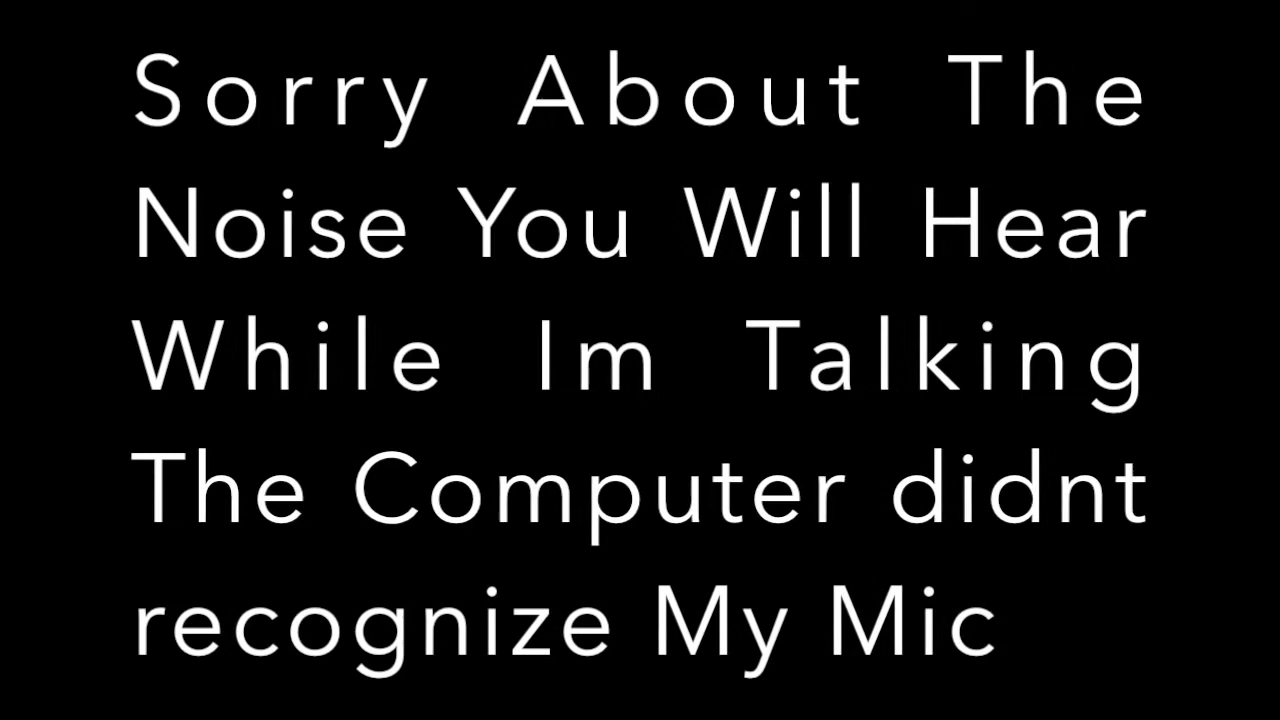 Sorry About The
Noise You Will Hear
While Im Talking
The Computer didnt
recognize My Mic